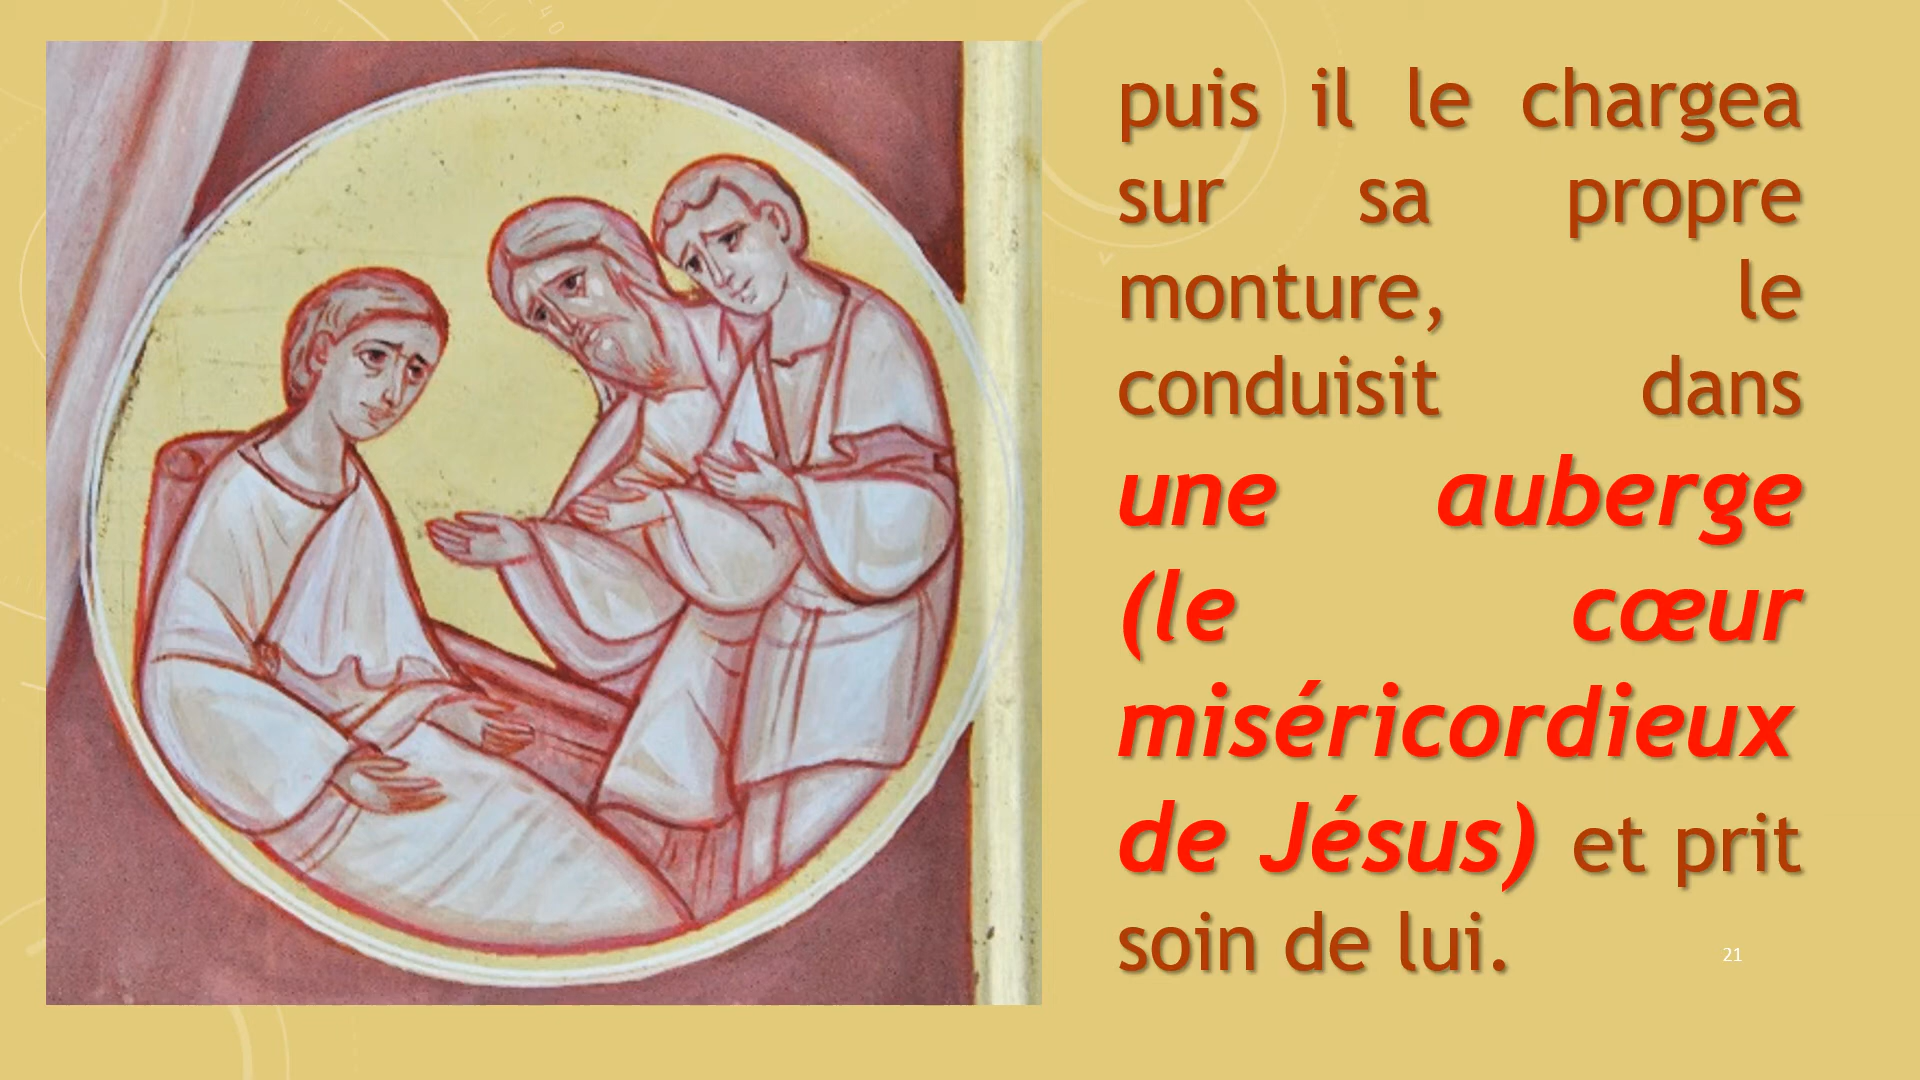 puis il le chargea
sur sa propre
monture, le
conduisit dans
une auberge
(le cœur
miséricordieux
de Jésus) et prit
soin de lui.
21
40